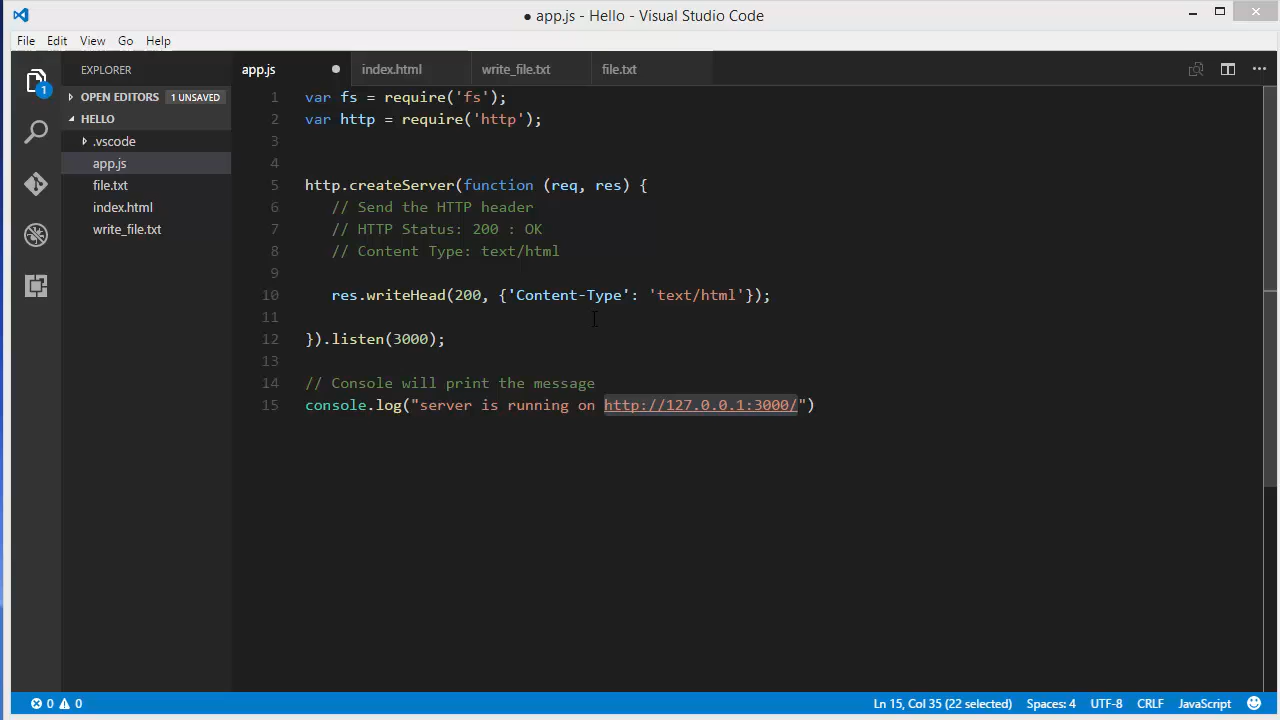 ● app.js - Hello - Visual Studio Code
File Edit View Go Help
EXPLORER
OPEN EDITORS 1 UNSAVED
HELLO
.vscode
app.js
file.txt
index.html
write_file.txt
1
app.js ● index.html write_file.txt file.txt
1 var fs = require('fs');
2 var http = require('http');
3
4
5 http.createServer(function (req, res) {
6 // Send the HTTP header
7 // HTTP Status: 200 : OK
8 // Content Type: text/html
9
10 res.writeHead(200, {'Content-Type': 'text/html'});
11
12 }).listen(3000);
13
14 // Console will print the message
15 console.log("server is running on http://127.0.0.1:3000/")
0 0 Ln 15, Col 35 (22 selected) Spaces: 4 UTF-8 CRLF JavaScript